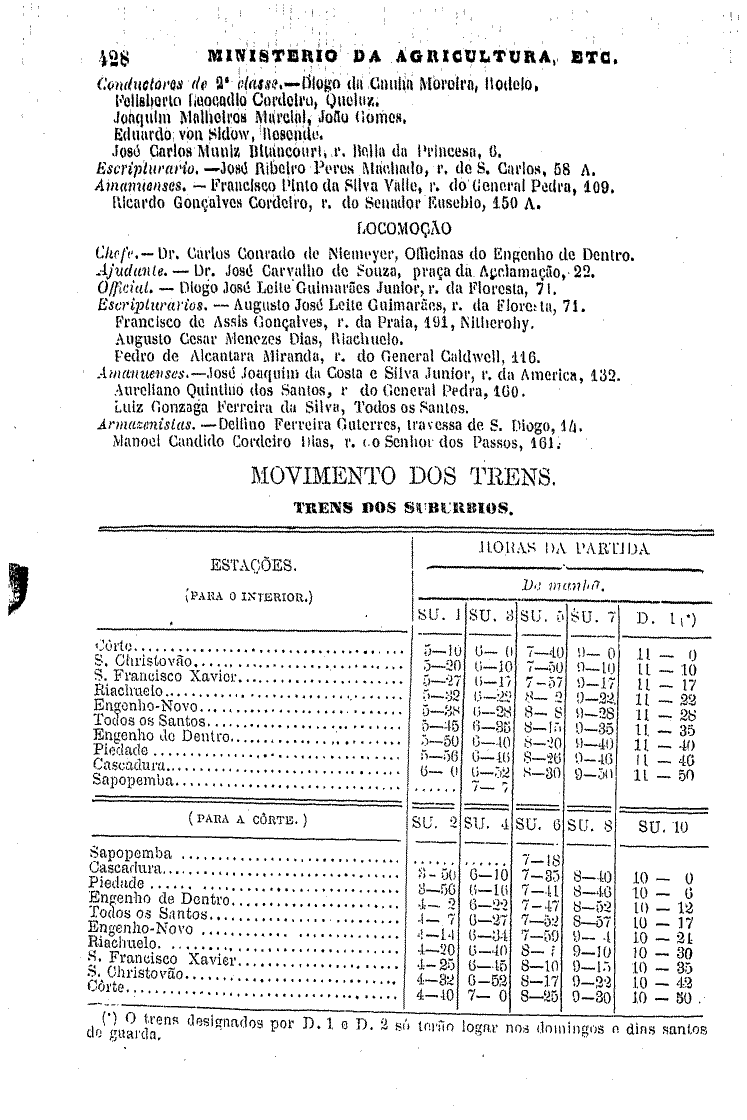 428 MINISTERIO DA AGRICULTURA, ETC.
Conductores de 2ª classe.—Diogo da Cunha Moreira, Rodeio.
Felisberto Leocadio Cordeiro, Queluz.
Joaquim Malheiros Marcial, João Gomes.
Eduardo von Sidow, Resende.
José Carlos Muniz Bitancourt, r. Bella da Princesa, 6.
Escripturario.—José Ribeiro Peres Machado, r. de S. Carlos, 58 A.
Amanuenses. — Francisco Pinto da Silva Valle, r. do General Pedra, 109.
Ricardo Gonçalves Cordeiro, r. do Senador Eusebio, 150 A.
LOCOMOÇÃO
Chefe.— Dr. Carlos Conrado de Niemeyer, Officinas do Engenho de Dentro.
Ajudante. — Dr. José Carvalho de Souza, praça da Acclamação, 22.
Official. — Diogo José Leite Guimarães Junior, r. da Floresta, 71.
Escripturarios. — Augusto José Leite Guimarães, r. da Floresta, 71.
Francisco de Assis Gonçalves, r. da Praia, 191, Nitherohy.
Augusto Cesar Menezes Dias, Riachuelo.
Pedro de Alcantara Miranda, r. do General Caldwell, 116.
Amanuenses.—José Joaquim da Costa e Silva Junior, r. da America, 132.
Aureliano Quintino dos Santos, r do General Pedra, 160.
Luiz Gonzaga Ferreira da Silva, Todos os Santos.
Armazenistas. — Delfino Ferreira Guterres, travessa de S. Diogo, 14.
Manoel Candido Cordeiro Dias, r. do Senhor dos Passos, 161.
MOVIMENTO DOS TRENS.
TRENS DOS SUBURBIOS.
ESTAÇÕES. HORAS DA PARTIDA
(PARA O INTERIOR.) De manhã.
SU. 1 SU. 3 SU. 5 SU. 7 D. 1 (*)
Côrte 5—10 6— 0 7—40 9— 0 11 — 0
S. Christovão 5—20 6—10 7—50 9—10 11 — 10
S. Francisco Xavier 5—27 6—17 7—57 9—17 11 — 17
Riachuelo 5—32 6—22 8— 2 9—22 11 — 22
Engenho-Novo 5—38 6—28 8— 8 9—28 11 — 28
Todos os Santos 5—45 6—35 8—15 9—35 11 — 35
Engenho de Dentro 5—50 6—40 8—20 9—40 11 — 40
Piedade 5—56 6—46 8—26 9—46 11 — 46
Cascadura 6— 0 6—52 8—30 9—50 11 — 50
Sapopemba ...... 7— 7
(PARA A CÔRTE.) SU. 2 SU. 4 SU. 6 SU. 8 SU. 10
Sapopemba ...... ...... 7—18
Cascadura 3—50 6—10 7—35 8—40 10 — 0
Piedade 3—56 6—16 7—41 8—46 10 — 6
Engenho de Dentro 4— 2 6—22 7—47 8—52 10 — 12
Todos os Santos 4— 7 6—27 7—52 8—57 10 — 17
Engenho-Novo 4—14 6—34 7—59 9— 4 10 — 24
Riachuelo 4—20 6—40 8— 9—10 10 — 30
S. Francisco Xavier 4—25 6—45 8—10 9—15 10 — 35
S. Christovão 4—32 6—52 8—17 9—22 10 — 42
Côrte 4—40 7— 0 8—25 9—30 10 — 50
(*) O trens designados por D. 1 e D. 2 só terão logar nos domingos e dias santos
de guarda.